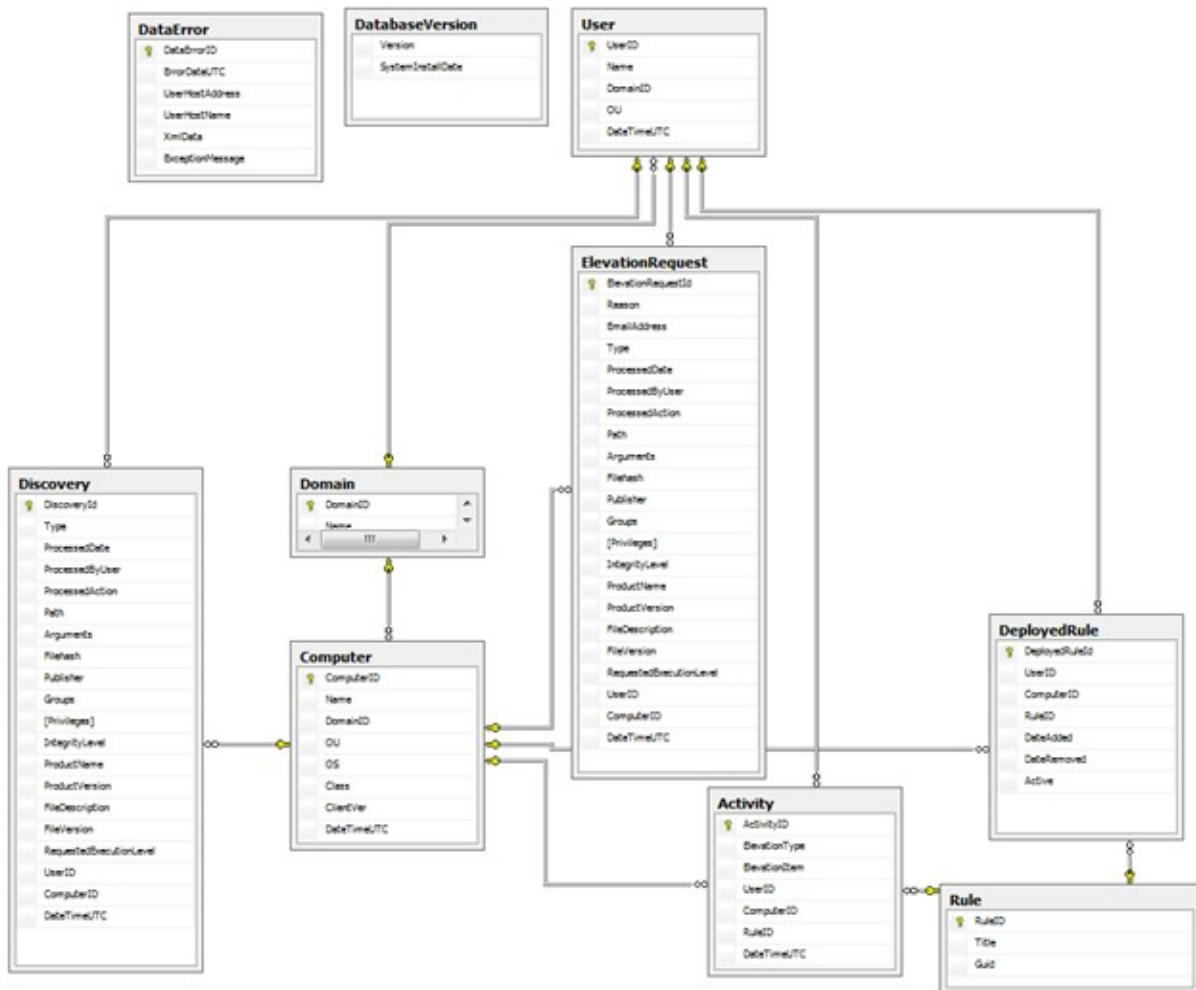 DataError
DataErrorID
ErrorDateUTC
UserHostAddress
UserHostName
XmlData
ExceptionMessage
DatabaseVersion
Version
SystemInstallDate
User
UserID
Name
DomainID
OU
DateTimeUTC
ElevationRequest
ElevationRequestId
Reason
EmailAddress
Type
ProcessedDate
ProcessedByUser
ProcessedAction
Path
Arguments
Filehash
Publisher
Groups
[Privileges]
IntegrityLevel
ProductName
ProductVersion
FileDescription
FileVersion
RequestedExecutionLevel
UserID
ComputerID
DateTimeUTC
Discovery
DiscoveryId
Type
ProcessedDate
ProcessedByUser
ProcessedAction
Path
Arguments
Filehash
Publisher
Groups
[Privileges]
IntegrityLevel
ProductName
ProductVersion
FileDescription
FileVersion
RequestedExecutionLevel
UserID
ComputerID
DateTimeUTC
Domain
DomainID
Name
Computer
ComputerID
Name
DomainID
OU
OS
Class
ClientVer
DateTimeUTC
DeployedRule
DeployedRuleId
UserID
ComputerID
RuleID
DateAdded
DateRemoved
Active
Activity
ActivityID
ElevationType
ElevationItem
UserID
ComputerID
RuleID
DateTimeUTC
Rule
RuleID
Title
Guid